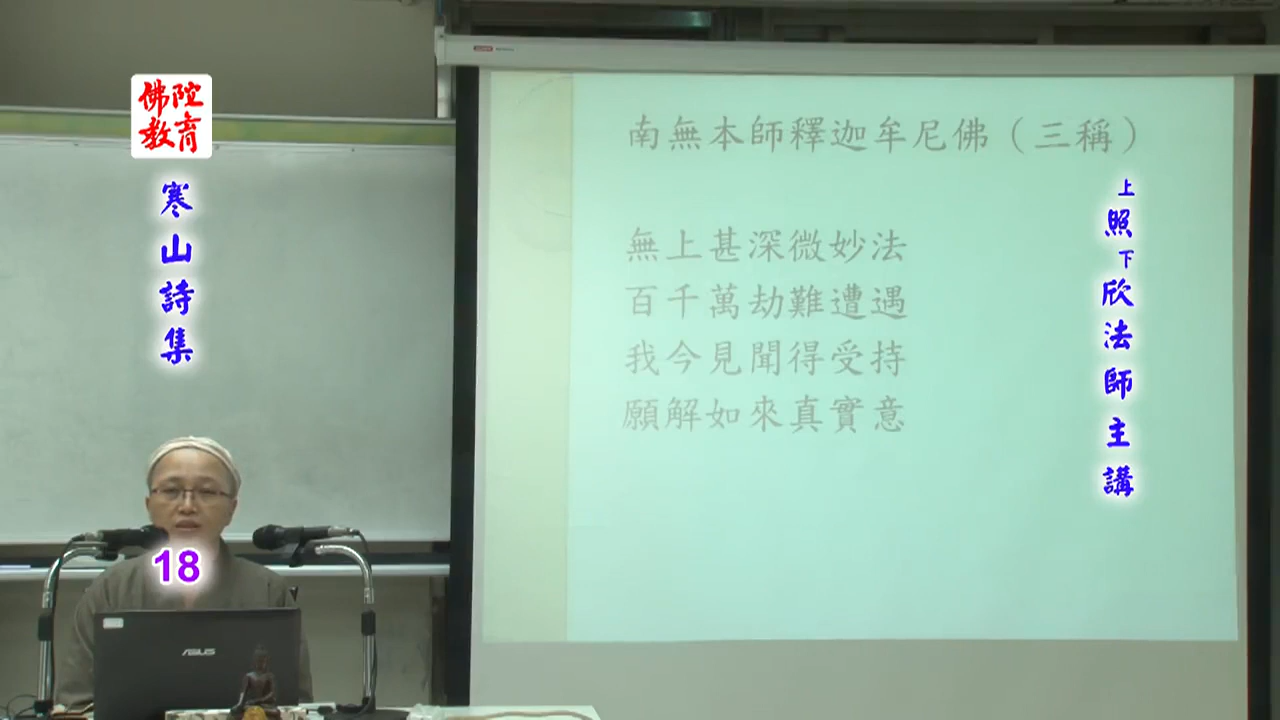 佛陀
教育
寒山詩集
18
ASUS
南無本師釋迦牟尼佛（三稱）
無上甚深微妙法
百千萬劫難遭遇
我今見聞得受持
願解如來真實意
上照下欣法師主講